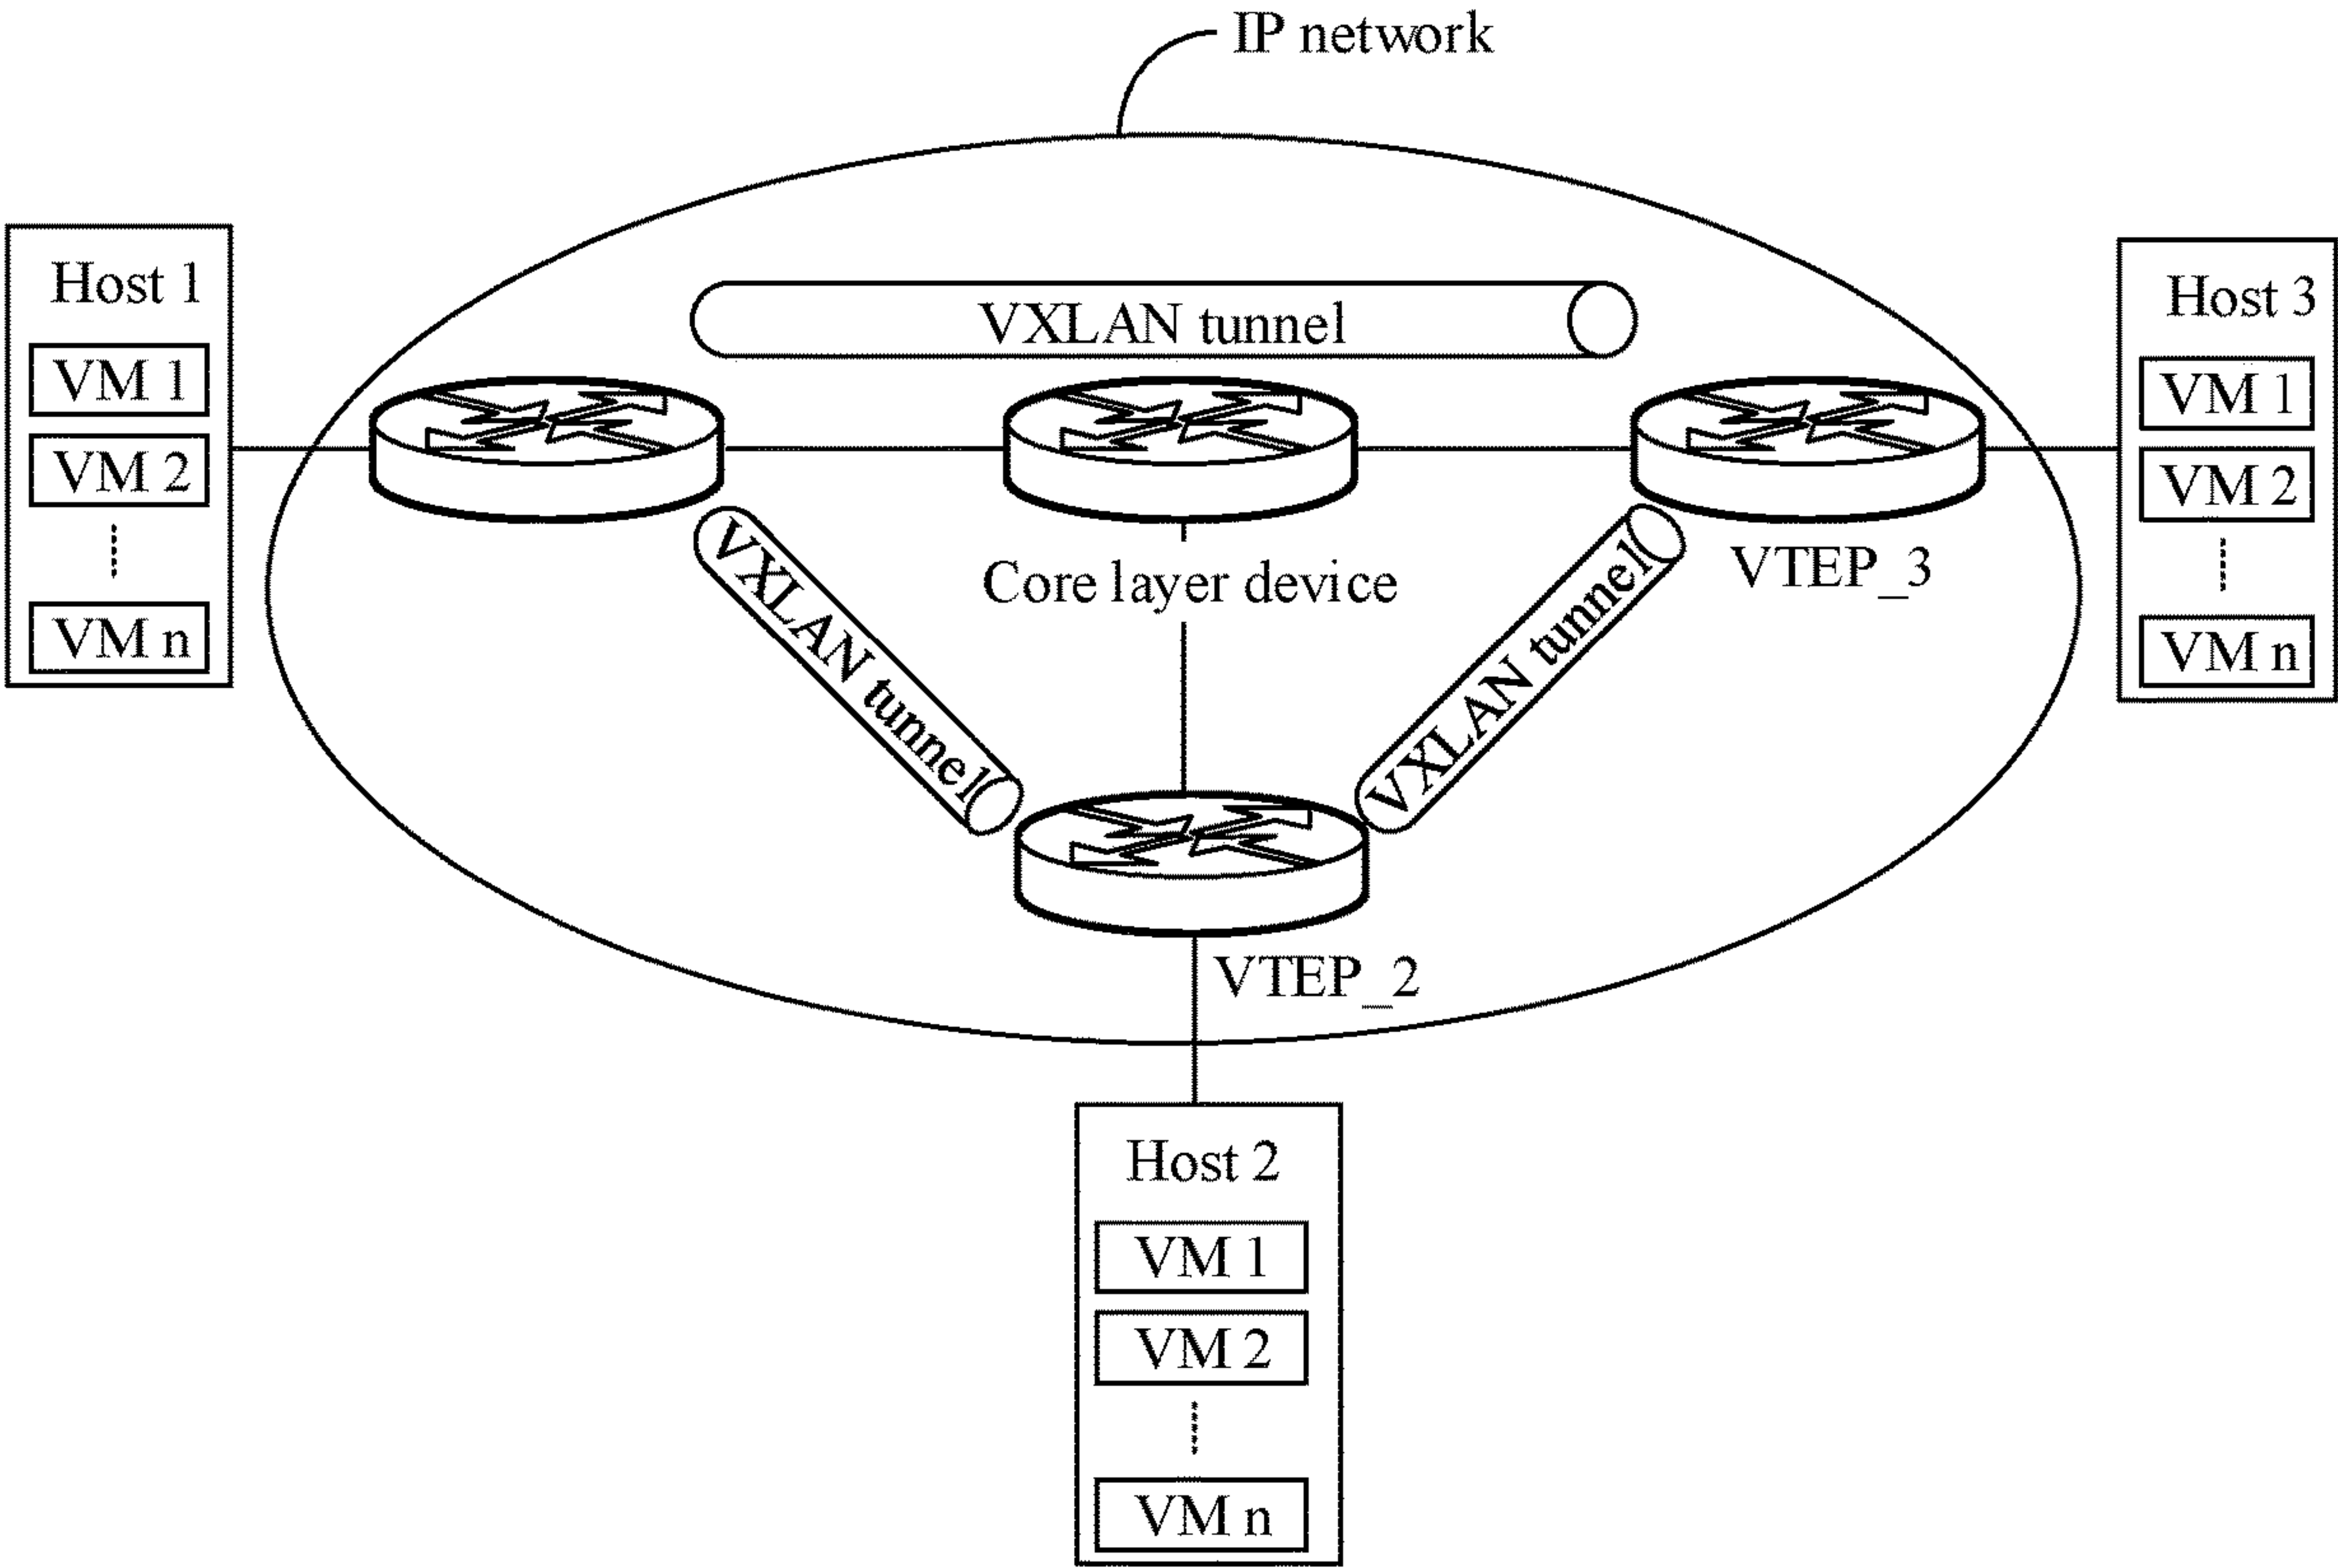 IP network
Host 1
VM 1
VM 2
VM n
VXLAN tunnel
Host 3
VM 1
VM 2
VM n
VXLAN tunnel
Core layer device
VXLAN tunnel
VTEP_3
VTEP_2
Host 2
VM 1
VM 2
VM n